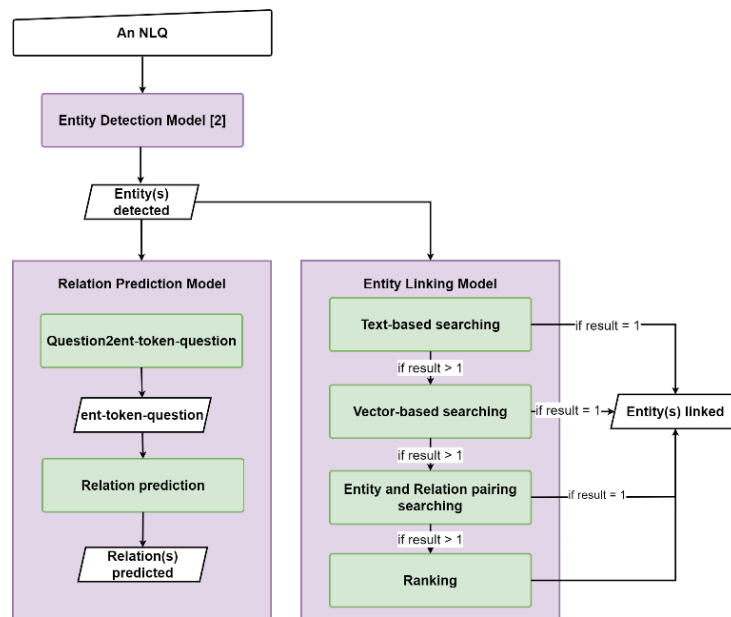 An NLQ
Entity Detection Model [2]
Entity(s)
detected
Relation Prediction Model
Question2ent-token-question
ent-token-question
Relation prediction
Relation(s)
predicted
Entity Linking Model
Text-based searching
if result = 1
if result > 1
Vector-based searching
if result = 1
Entity(s) linked
if result > 1
Entity and Relation pairing
searching
if result = 1
if result > 1
Ranking